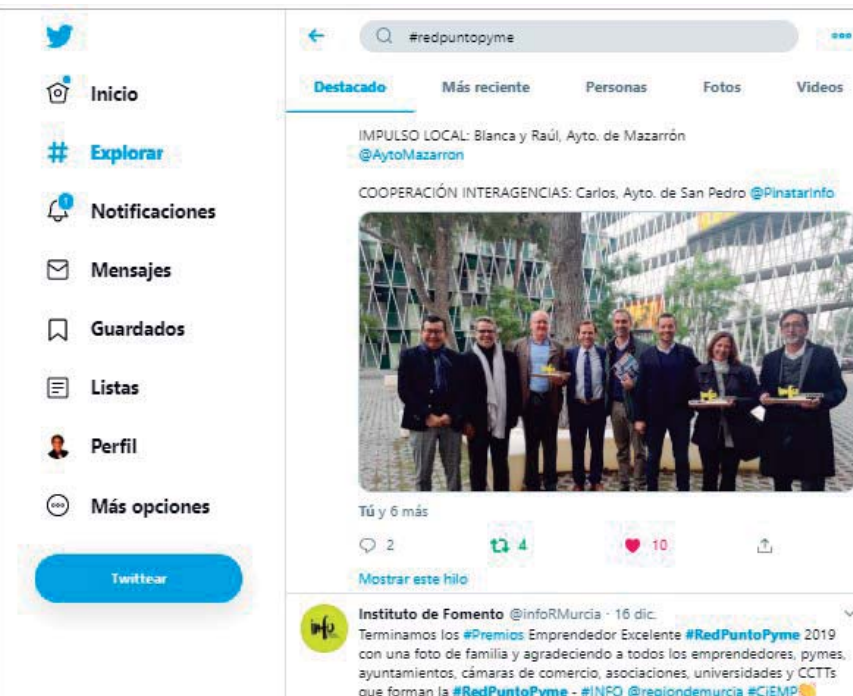 #redpuntopyme
Inicio
Explorar
Notificaciones
1
Mensajes
Guardados
Listas
Perfil
Más opciones
Twittear
Destacado Más reciente Personas Fotos Videos
IMPULSO LOCAL: Blanca y Raúl, Ayto. de Mazarrón
@AytoMazarron
COOPERACIÓN INTERAGENCIAS: Carlos, Ayto. de San Pedro @PinatarInfo
Tú y 6 más
2 4 10
Mostrar este hilo
info
Instituto de Fomento @infoRMurcia · 16 dic.
Terminamos los #Premios Emprendedor Excelente #RedPuntoPyme 2019
con una foto de familia y agradeciendo a todos los emprendedores, pymes,
ayuntamientos, cámaras de comercio, asociaciones, universidades y CCTTs
que forman la #RedPuntoPyme - #INFO @regiondemurcia #CiEMP👏